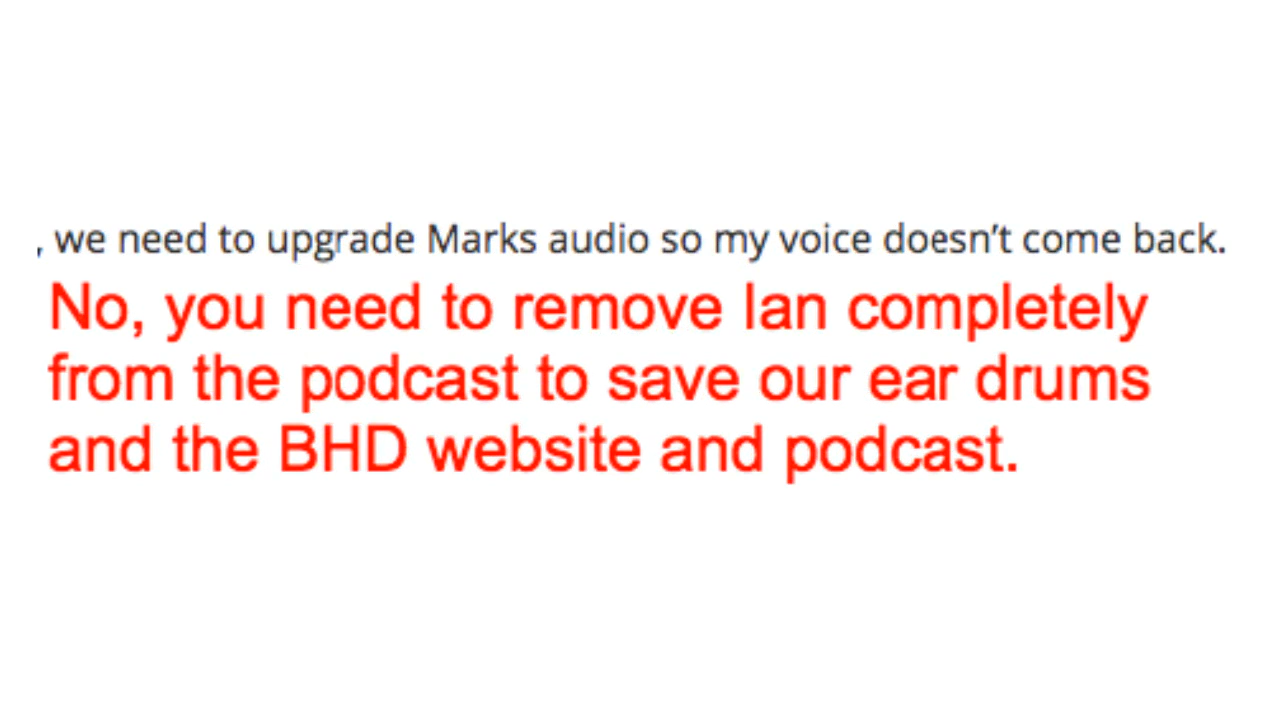 , we need to upgrade Marks audio so my voice doesn’t come back.
No, you need to remove Ian completely
from the podcast to save our ear drums
and the BHD website and podcast.